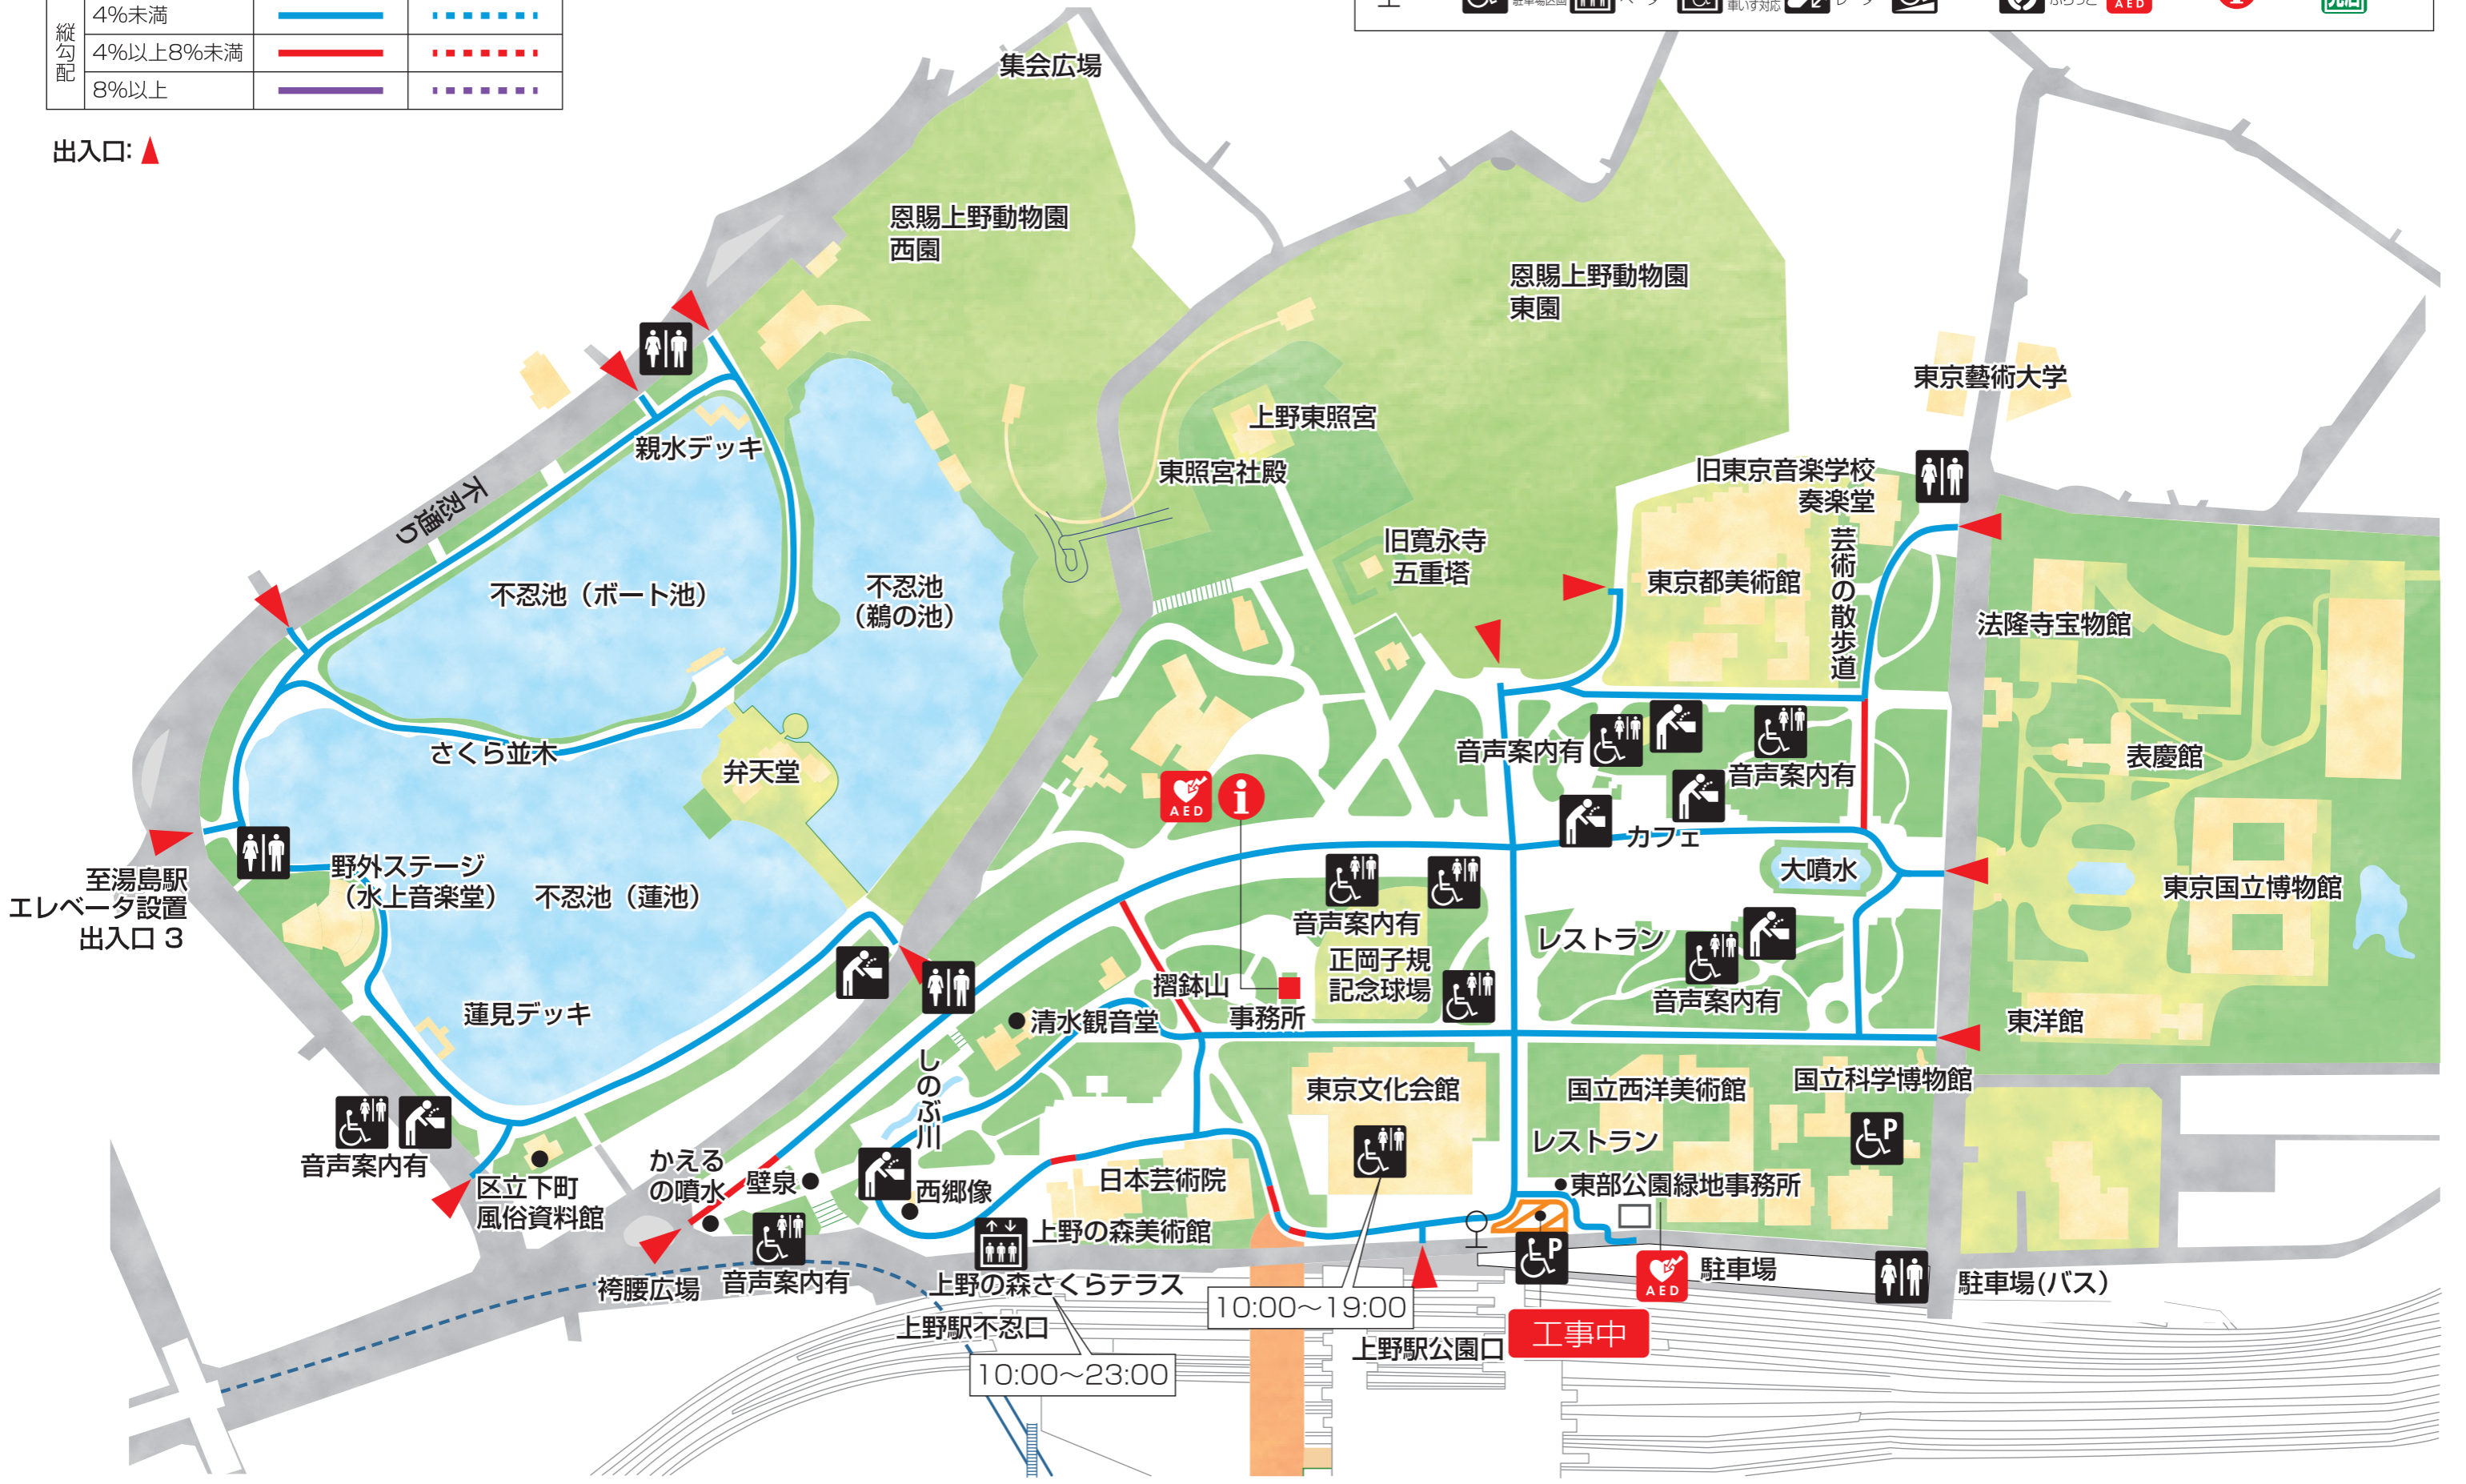 縦勾配
4%未満
4%以上8%未満
8%以上
出入口:
駐車場区画
車いす対応
AED
集会広場
恩賜上野動物園
西園
恩賜上野動物園
東園
東京藝術大学
上野東照宮
東照宮社殿
親水デッキ
不忍通り
旧東京音楽学校
奏楽堂
旧寛永寺
五重塔
東京都美術館
芸術の散歩道
法隆寺宝物館
不忍池（ボート池）
不忍池
（鵜の池）
さくら並木
弁天堂
音声案内有
音声案内有
表慶館
AED
i
カフェ
大噴水
東京国立博物館
至湯島駅
エレベータ設置
出入口 3
野外ステージ
（水上音楽堂）
不忍池（蓮池）
音声案内有
正岡子規
記念球場
レストラン
音声案内有
蓮見デッキ
摺鉢山
事務所
清水観音堂
東洋館
しのぶ川
東京文化会館
国立西洋美術館
国立科学博物館
P
レストラン
音声案内有
区立下町
風俗資料館
かえる
の噴水
壁泉
西郷像
日本芸術院
東部公園緑地事務所
上野の森美術館
P
AED
駐車場
駐車場(バス)
袴腰広場
音声案内有
上野の森さくらテラス
10:00～19:00
上野駅不忍口
上野駅公園口
工事中
10:00～23:00